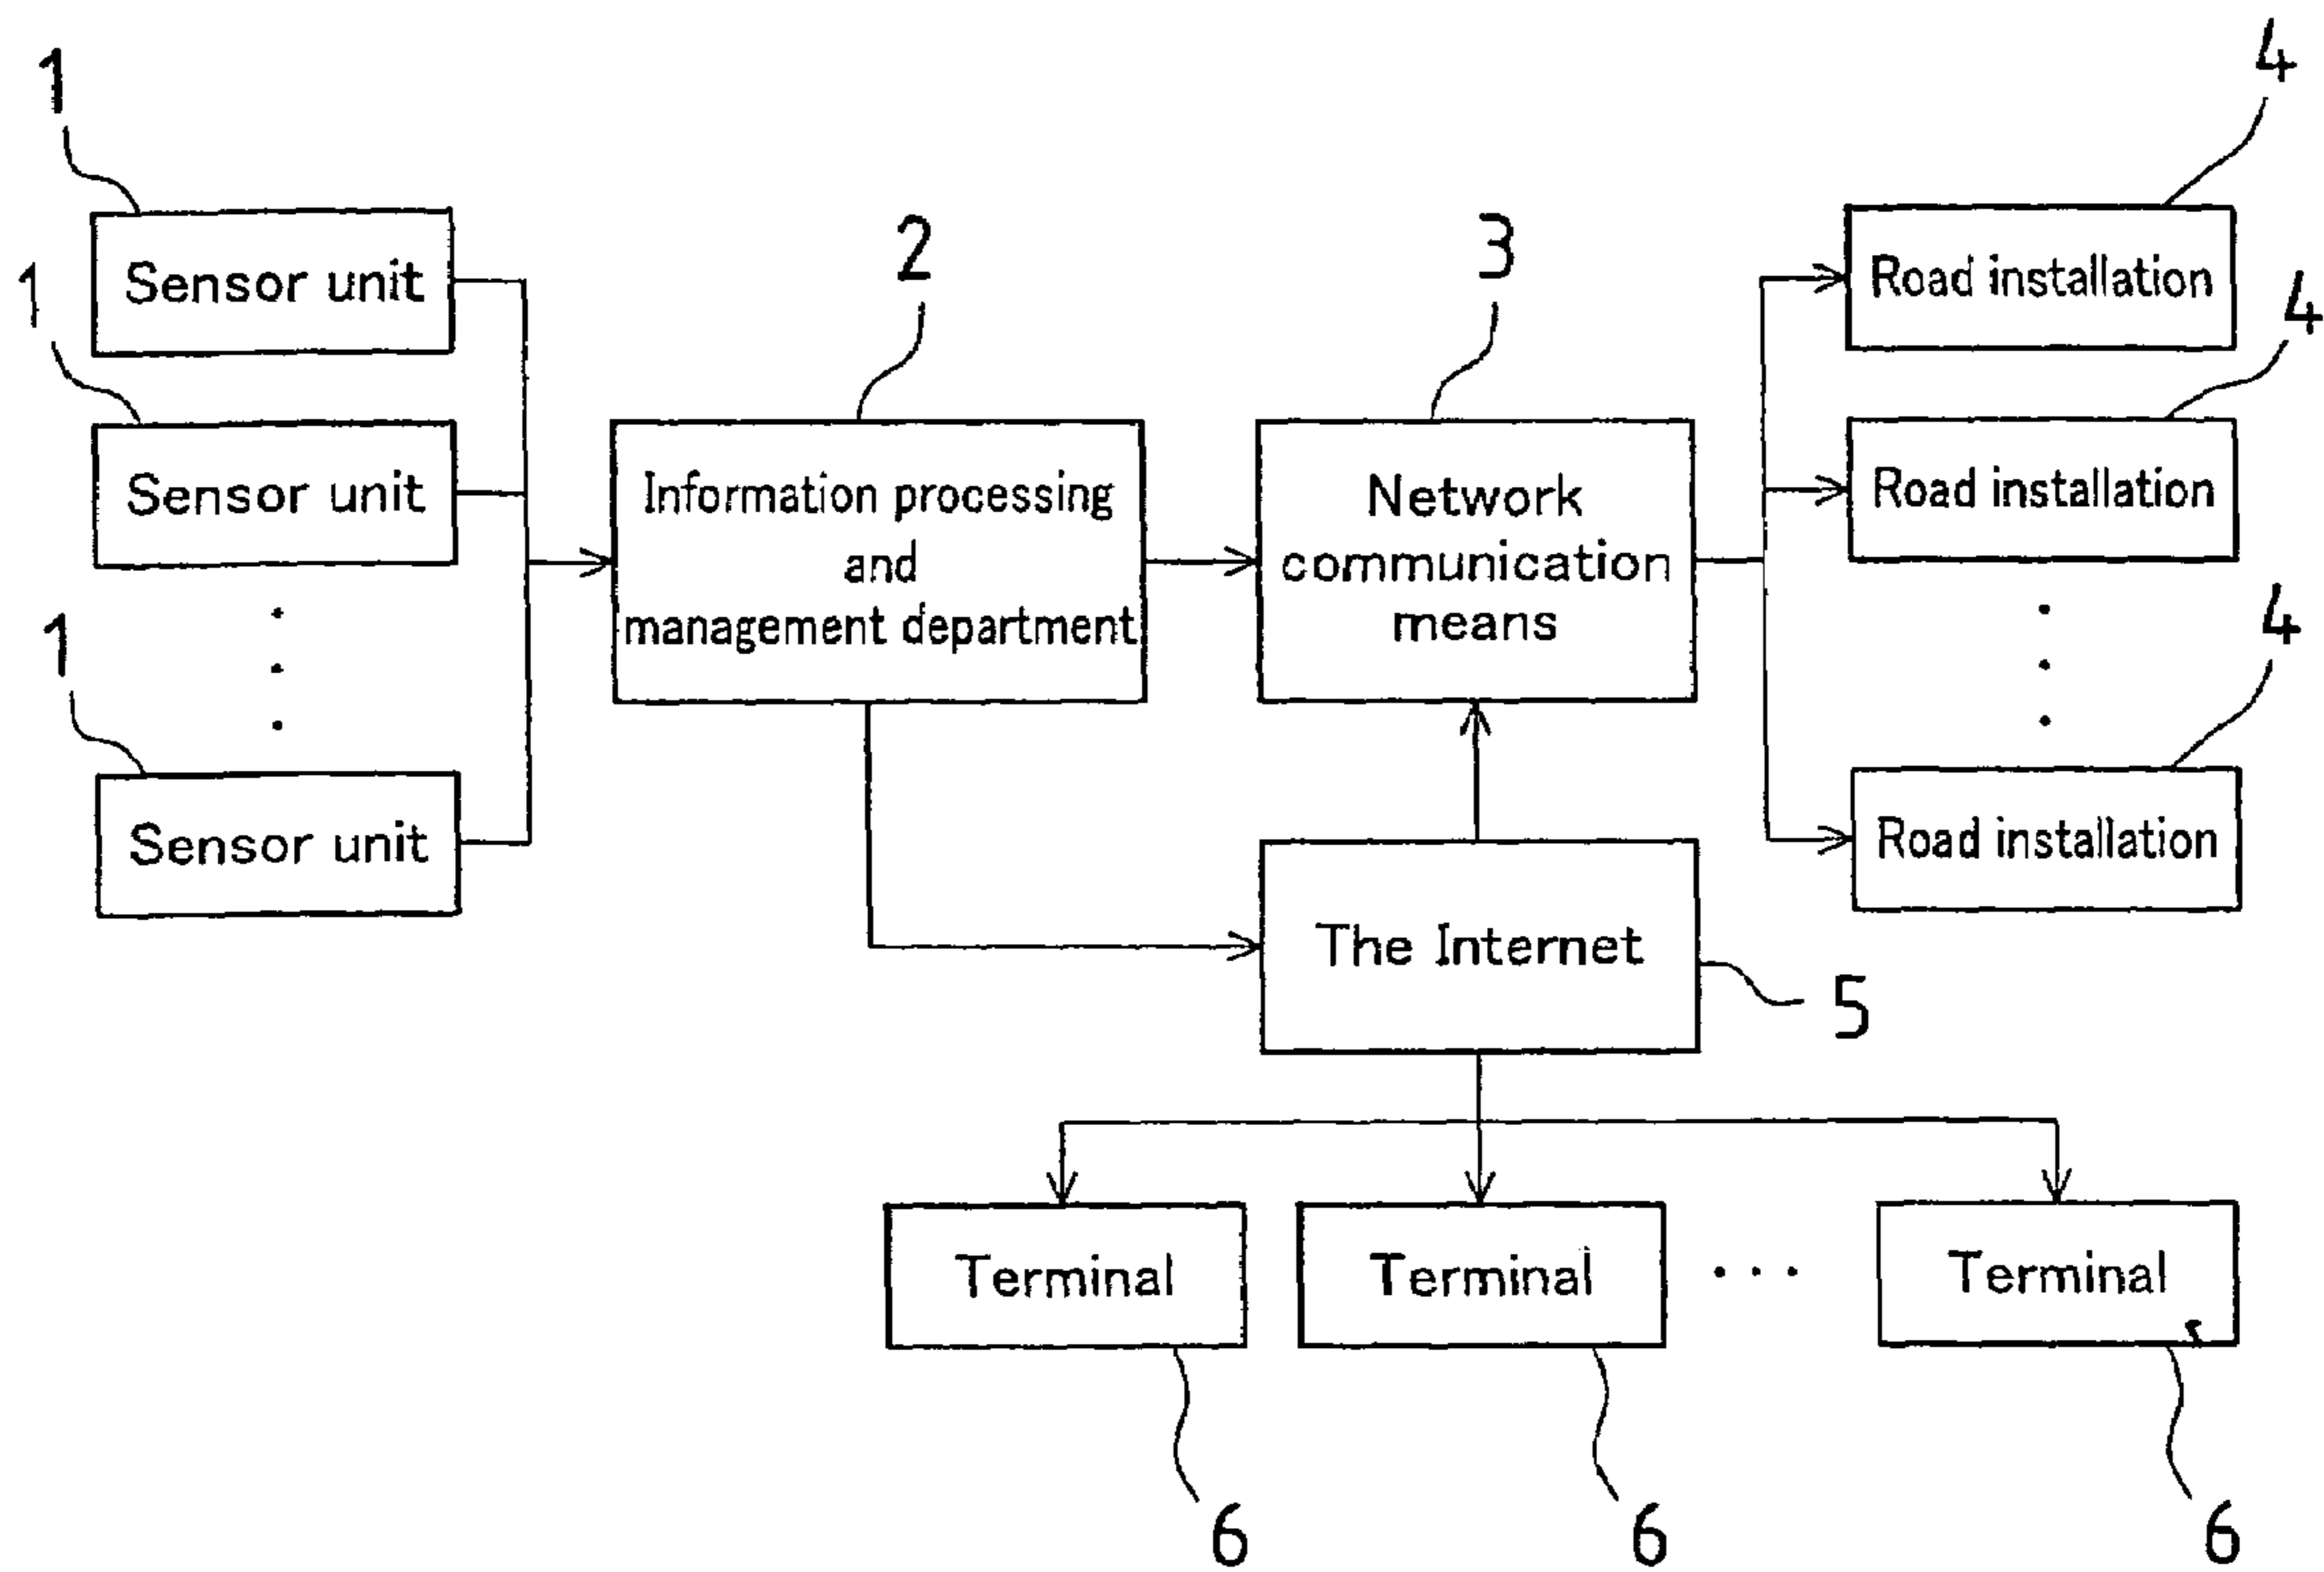 1
4
1
Sensor unit
2
3
Road installation
4
Sensor unit
Information processing
and
management department
Network
communication
means
Road installation
1
4
Sensor unit
Road installation
The Internet
5
Terminal
Terminal
Terminal
6
6
6